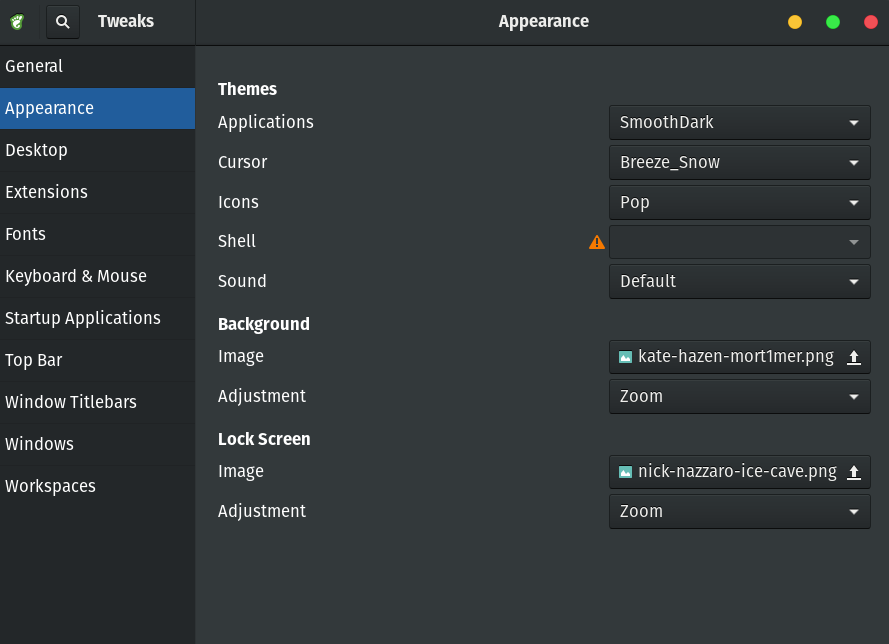 Tweaks
Appearance
General
Appearance
Desktop
Extensions
Fonts
Keyboard & Mouse
Startup Applications
Top Bar
Window Titlebars
Windows
Workspaces
Themes
Applications SmoothDark
Cursor Breeze_Snow
Icons Pop
Shell
Sound Default
Background
Image kate-hazen-mort1mer.png
Adjustment Zoom
Lock Screen
Image nick-nazzaro-ice-cave.png
Adjustment Zoom